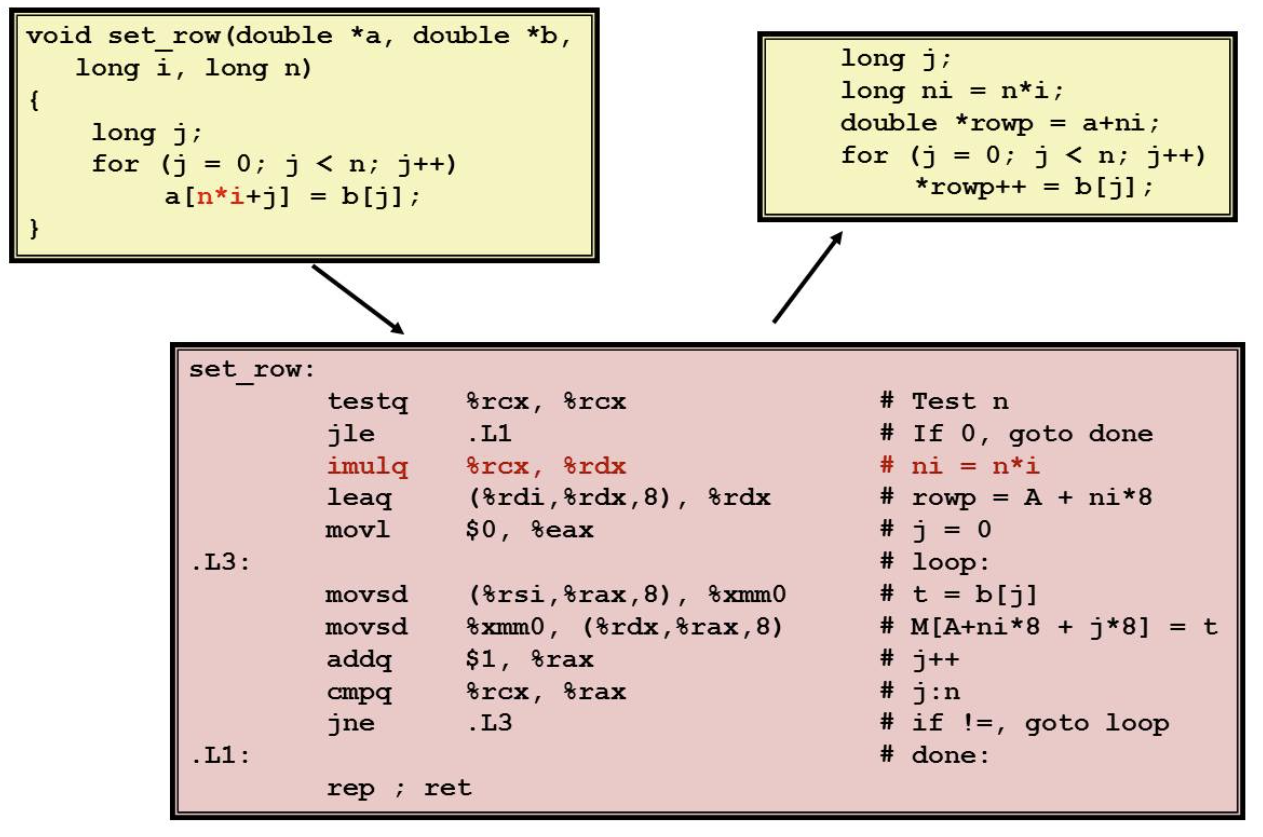 void set_row(double *a, double *b,
   long i, long n)
{
    long j;
    for (j = 0; j < n; j++)
        a[n*i+j] = b[j];
}
    long j;
    long ni = n*i;
    double *rowp = a+ni;
    for (j = 0; j < n; j++)
        *rowp++ = b[j];
set_row:
        testq   %rcx, %rcx              # Test n
        jle     .L1                     # If 0, goto done
        imulq   %rcx, %rdx              # ni = n*i
        leaq    (%rdi,%rdx,8), %rdx     # rowp = A + ni*8
        movl    $0, %eax                # j = 0
.L3:                                    # loop:
        movsd   (%rsi,%rax,8), %xmm0    # t = b[j]
        movsd   %xmm0, (%rdx,%rax,8)    # M[A+ni*8 + j*8] = t
        addq    $1, %rax                # j++
        cmpq    %rcx, %rax              # j:n
        jne     .L3                     # if !=, goto loop
.L1:                                    # done:
        rep ; ret